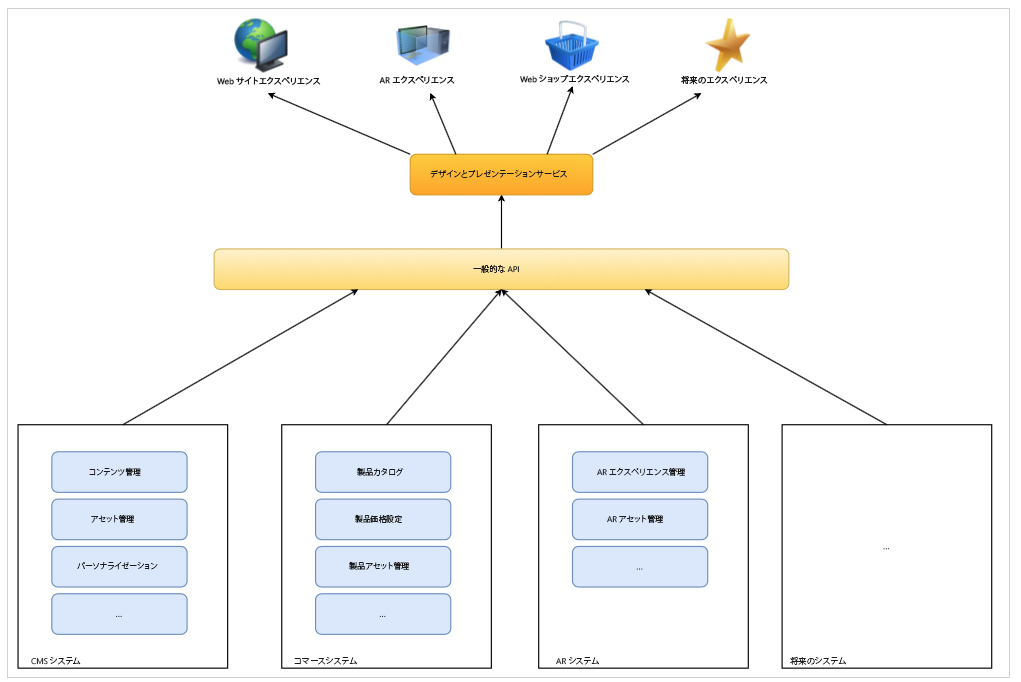 Web サイトエクスペリエンス
AR エクスペリエンス
Web ショップエクスペリエンス
将来のエクスペリエンス
デザインとプレゼンテーションサービス
一般的な API
コンテンツ管理
アセット管理
パーソナライゼーション
...
CMS システム
製品カタログ
製品価格設定
製品アセット管理
...
コマースシステム
AR エクスペリエンス管理
AR アセット管理
...
AR システム
...
将来のシステム